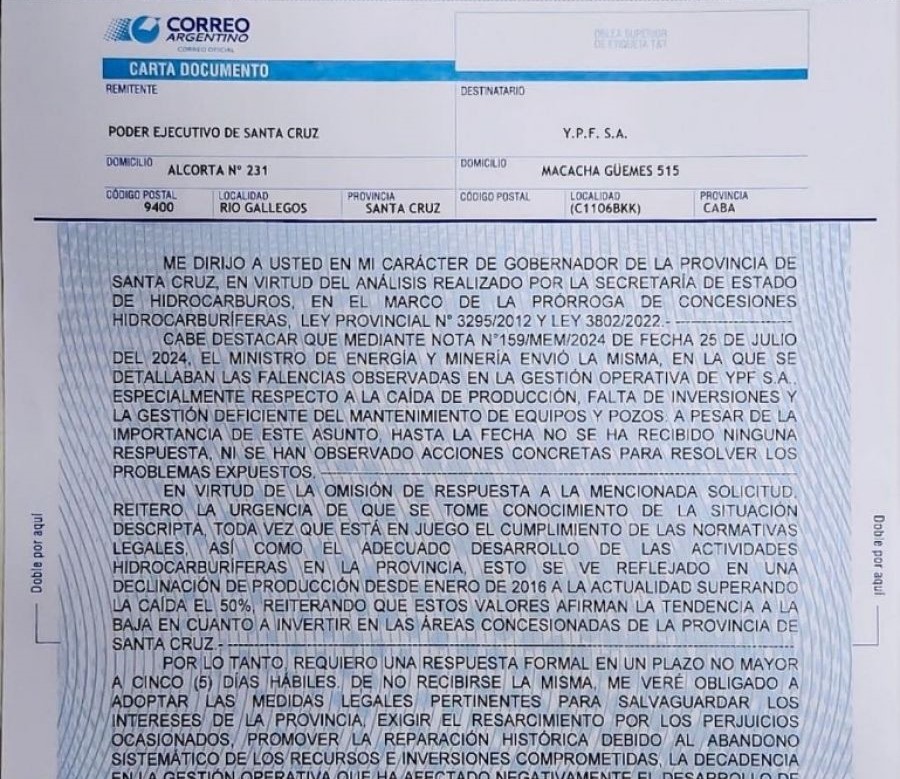 CORREO
ARGENTINO
CORREO OFICIAL
OBLEA SUPERIOR
DE ETIQUETA T&T
CARTA DOCUMENTO
REMITENTE
DESTINATARIO
PODER EJECUTIVO DE SANTA CRUZ
Y.P.F. S.A.
DOMICILIO
ALCORTA N° 231
DOMICILIO
MACACHA GÜEMES 515
CÓDIGO POSTAL
9400
LOCALIDAD
RIO GALLEGOS
PROVINCIA
SANTA CRUZ
CÓDIGO POSTAL
LOCALIDAD
(C1106BKK)
PROVINCIA
CABA
ME DIRIJO A USTED EN MI CARÁCTER DE GOBERNADOR DE LA PROVINCIA DE
SANTA CRUZ, EN VIRTUD DEL ANÁLISIS REALIZADO POR LA SECRETARÍA DE ESTADO
DE HIDROCARBUROS, EN EL MARCO DE LA PRÓRROGA DE CONCESIONES
HIDROCARBURÍFERAS, LEY PROVINCIAL N° 3295/2012 Y LEY 3802/2022.- --------------------
CABE DESTACAR QUE MEDIANTE NOTA N°159/MEM/2024 DE FECHA 25 DE JULIO
DEL 2024, EL MINISTRO DE ENERGÍA Y MINERÍA ENVIÓ LA MISMA, EN LA QUE SE
DETALLABAN LAS FALENCIAS OBSERVADAS EN LA GESTIÓN OPERATIVA DE YPF S.A.,
ESPECIALMENTE RESPECTO A LA CAÍDA DE PRODUCCIÓN, FALTA DE INVERSIONES Y
LA GESTIÓN DEFICIENTE DEL MANTENIMIENTO DE EQUIPOS Y POZOS. A PESAR DE LA
IMPORTANCIA DE ESTE ASUNTO, HASTA LA FECHA NO SE HA RECIBIDO NINGUNA
RESPUESTA, NI SE HAN OBSERVADO ACCIONES CONCRETAS PARA RESOLVER LOS
PROBLEMAS EXPUESTOS.--------------------
EN VIRTUD DE LA OMISIÓN DE RESPUESTA A LA MENCIONADA SOLICITUD,
REITERO LA URGENCIA DE QUE SE TOME CONOCIMIENTO DE LA SITUACIÓN
DESCRIPTA, TODA VEZ QUE ESTÁ EN JUEGO EL CUMPLIMIENTO DE LAS NORMATIVAS
LEGALES, ASÍ COMO EL ADECUADO DESARROLLO DE LAS ACTIVIDADES
HIDROCARBURÍFERAS EN LA PROVINCIA, ESTO SE VE REFLEJADO EN UNA
DECLINACIÓN DE PRODUCCIÓN DESDE ENERO DE 2016 A LA ACTUALIDAD SUPERANDO
LA CAÍDA EL 50%, REITERANDO QUE ESTOS VALORES AFIRMAN LA TENDENCIA A LA
BAJA EN CUANTO A INVERTIR EN LAS ÁREAS CONCESIONADAS DE LA PROVINCIA DE
SANTA CRUZ.--------------------
POR LO TANTO, REQUIERO UNA RESPUESTA FORMAL EN UN PLAZO NO MAYOR
A CINCO (5) DÍAS HÁBILES. DE NO RECIBIRSE LA MISMA, ME VERÉ OBLIGADO A
ADOPTAR LAS MEDIDAS LEGALES PERTINENTES PARA SALVAGUARDAR LOS
INTERESES DE LA PROVINCIA, EXIGIR EL RESARCIMIENTO POR LOS PERJUICIOS
OCASIONADOS, PROMOVER LA REPARACIÓN HISTÓRICA DEBIDO AL ABANDONO
SISTEMÁTICO DE LOS RECURSOS E INVERSIONES COMPROMETIDAS, LA DECADENCIA
EN LA GESTIÓN OPERATIVA QUE HA AFECTADO NEGATIVAMENTE EL DESARROLLO DE
Doble por aquí
Doble por aquí